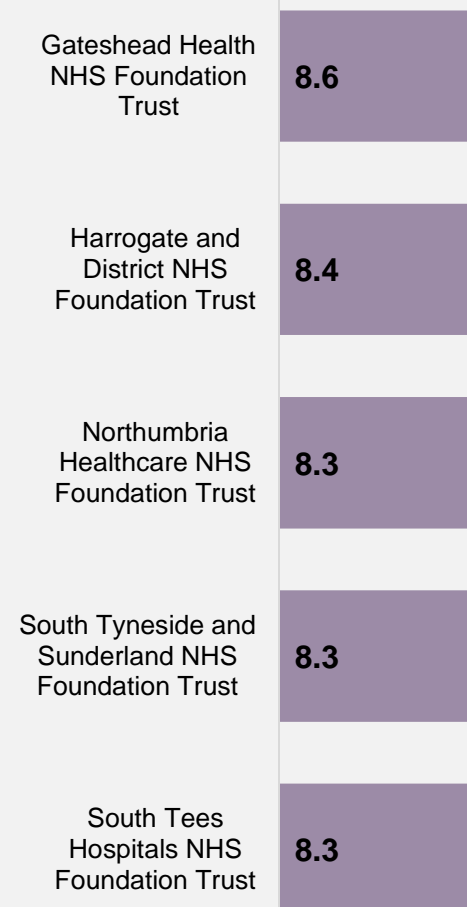 Gateshead Health
NHS Foundation
Trust
8.6
Harrogate and
District NHS
Foundation Trust
8.4
Northumbria
Healthcare NHS
Foundation Trust
8.3
South Tyneside and
Sunderland NHS
Foundation Trust
8.3
South Tees
Hospitals NHS
Foundation Trust
8.3